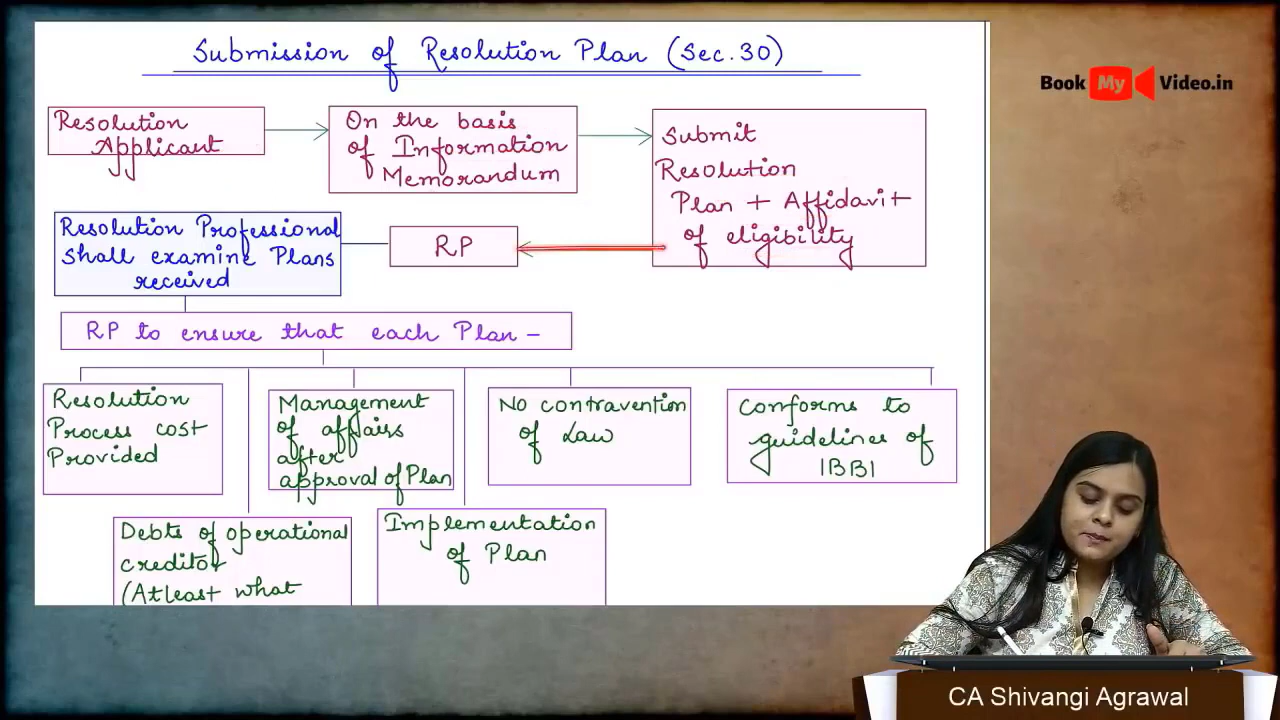 Submission of Resolution Plan (Sec. 30)
Book My Video.in
Resolution
Applicant
On the basis
of Information
Memorandum
Submit
Resolution
Plan + Affidavit
of eligibility
RP
Resolution Professional
shall examine Plans
received
RP to ensure that each Plan -
Resolution
Process cost
Provided
Management
of affairs
after
approval of Plan
No contravention
of Law
Conforms to
guidelines of
IBBI
Debts of operational
creditor
(Atleast what
Implementation
of Plan
CA Shivangi Agrawal